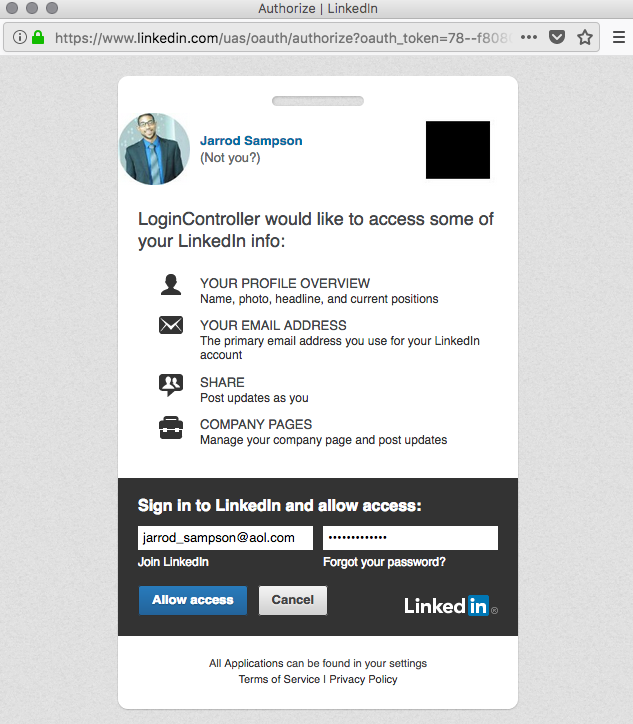 Authorize | LinkedIn
https://www.linkedin.com/uas/oauth/authorize?oauth_token=78--f808
Jarrod Sampson
(Not you?)
LoginController would like to access some of
your LinkedIn info:
YOUR PROFILE OVERVIEW
Name, photo, headline, and current positions
YOUR EMAIL ADDRESS
The primary email address you use for your LinkedIn
account
SHARE
Post updates as you
COMPANY PAGES
Manage your company page and post updates
Sign in to LinkedIn and allow access:
jarrod_sampson@aol.com •••••••••••••
Join LinkedIn Forgot your password?
Allow access Cancel Linked in ®
All Applications can be found in your settings
Terms of Service | Privacy Policy